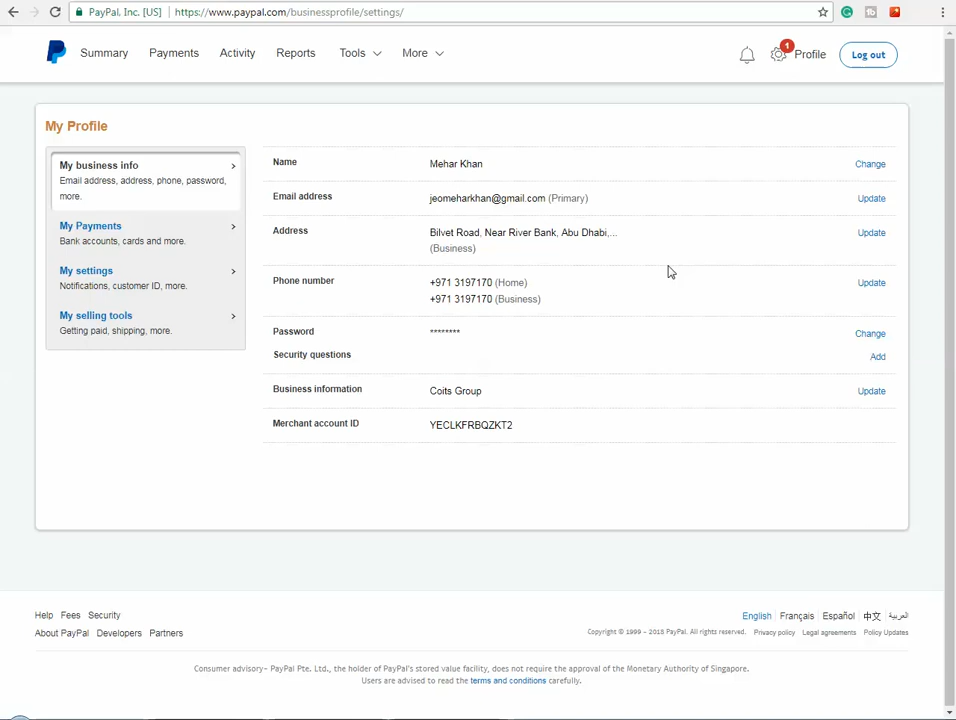 PayPal, Inc. [US] https://www.paypal.com/businessprofile/settings/
Summary Payments Activity Reports Tools More 1 Profile Log out
My Profile
My business info
Email address, address, phone, password,
more.
My Payments
Bank accounts, cards and more.
My settings
Notifications, customer ID, more.
My selling tools
Getting paid, shipping, more.
Name Mehar Khan Change
Email address jeomeharkhan@gmail.com (Primary) Update
Address Bilvet Road, Near River Bank, Abu Dhabi,... Update
(Business)
Phone number +971 3197170 (Home) Update
+971 3197170 (Business)
Password ******** Change
Security questions Add
Business information Coits Group Update
Merchant account ID YECLKFRBQZKT2
Help Fees Security English Français Español 中文 العربية
About PayPal Developers Partners
Copyright © 1999 – 2018 PayPal. All rights reserved. Privacy policy Legal agreements Policy Updates
Consumer advisory– PayPal Pte. Ltd., the holder of PayPal's stored value facility, does not require the approval of the Monetary Authority of Singapore.
Users are advised to read the terms and conditions carefully.